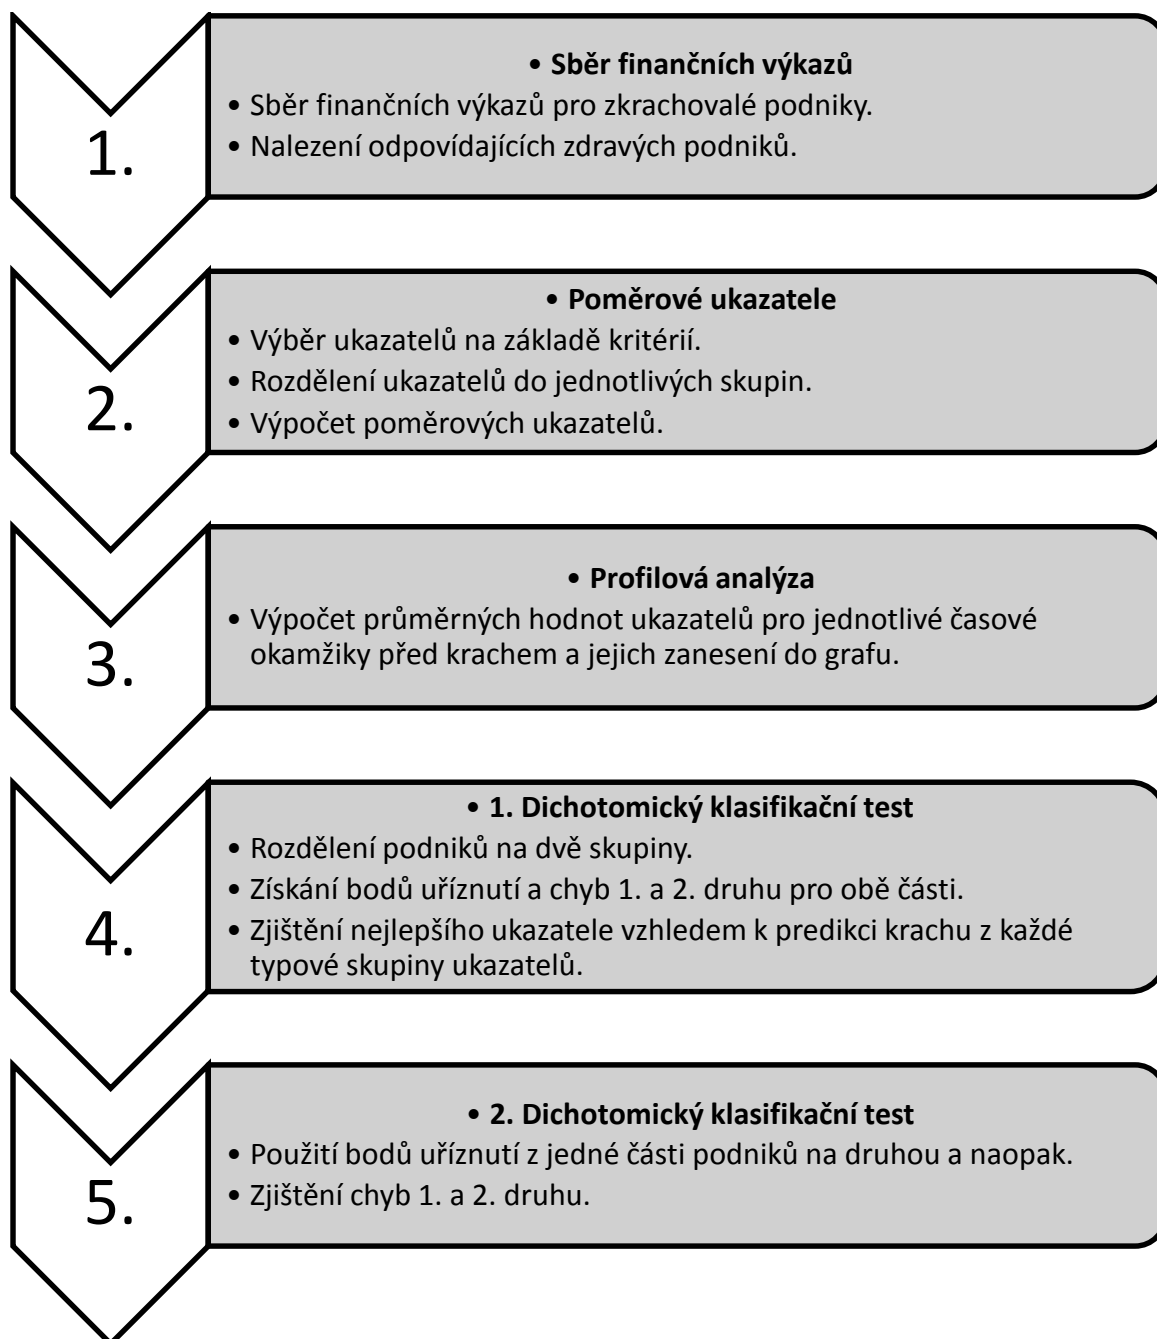 1.
• Sběr finančních výkazů
• Sběr finančních výkazů pro zkrachovalé podniky.
• Nalezení odpovídajících zdravých podniků.
2.
• Poměrové ukazatele
• Výběr ukazatelů na základě kritérií.
• Rozdělení ukazatelů do jednotlivých skupin.
• Výpočet poměrových ukazatelů.
3.
• Profilová analýza
• Výpočet průměrných hodnot ukazatelů pro jednotlivé časové
okamžiky před krachem a jejich zanesení do grafu.
4.
• 1. Dichotomický klasifikační test
• Rozdělení podniků na dvě skupiny.
• Získání bodů uříznutí a chyb 1. a 2. druhu pro obě části.
• Zjištění nejlepšího ukazatele vzhledem k predikci krachu z každé
typové skupiny ukazatelů.
5.
• 2. Dichotomický klasifikační test
• Použití bodů uříznutí z jedné části podniků na druhou a naopak.
• Zjištění chyb 1. a 2. druhu.